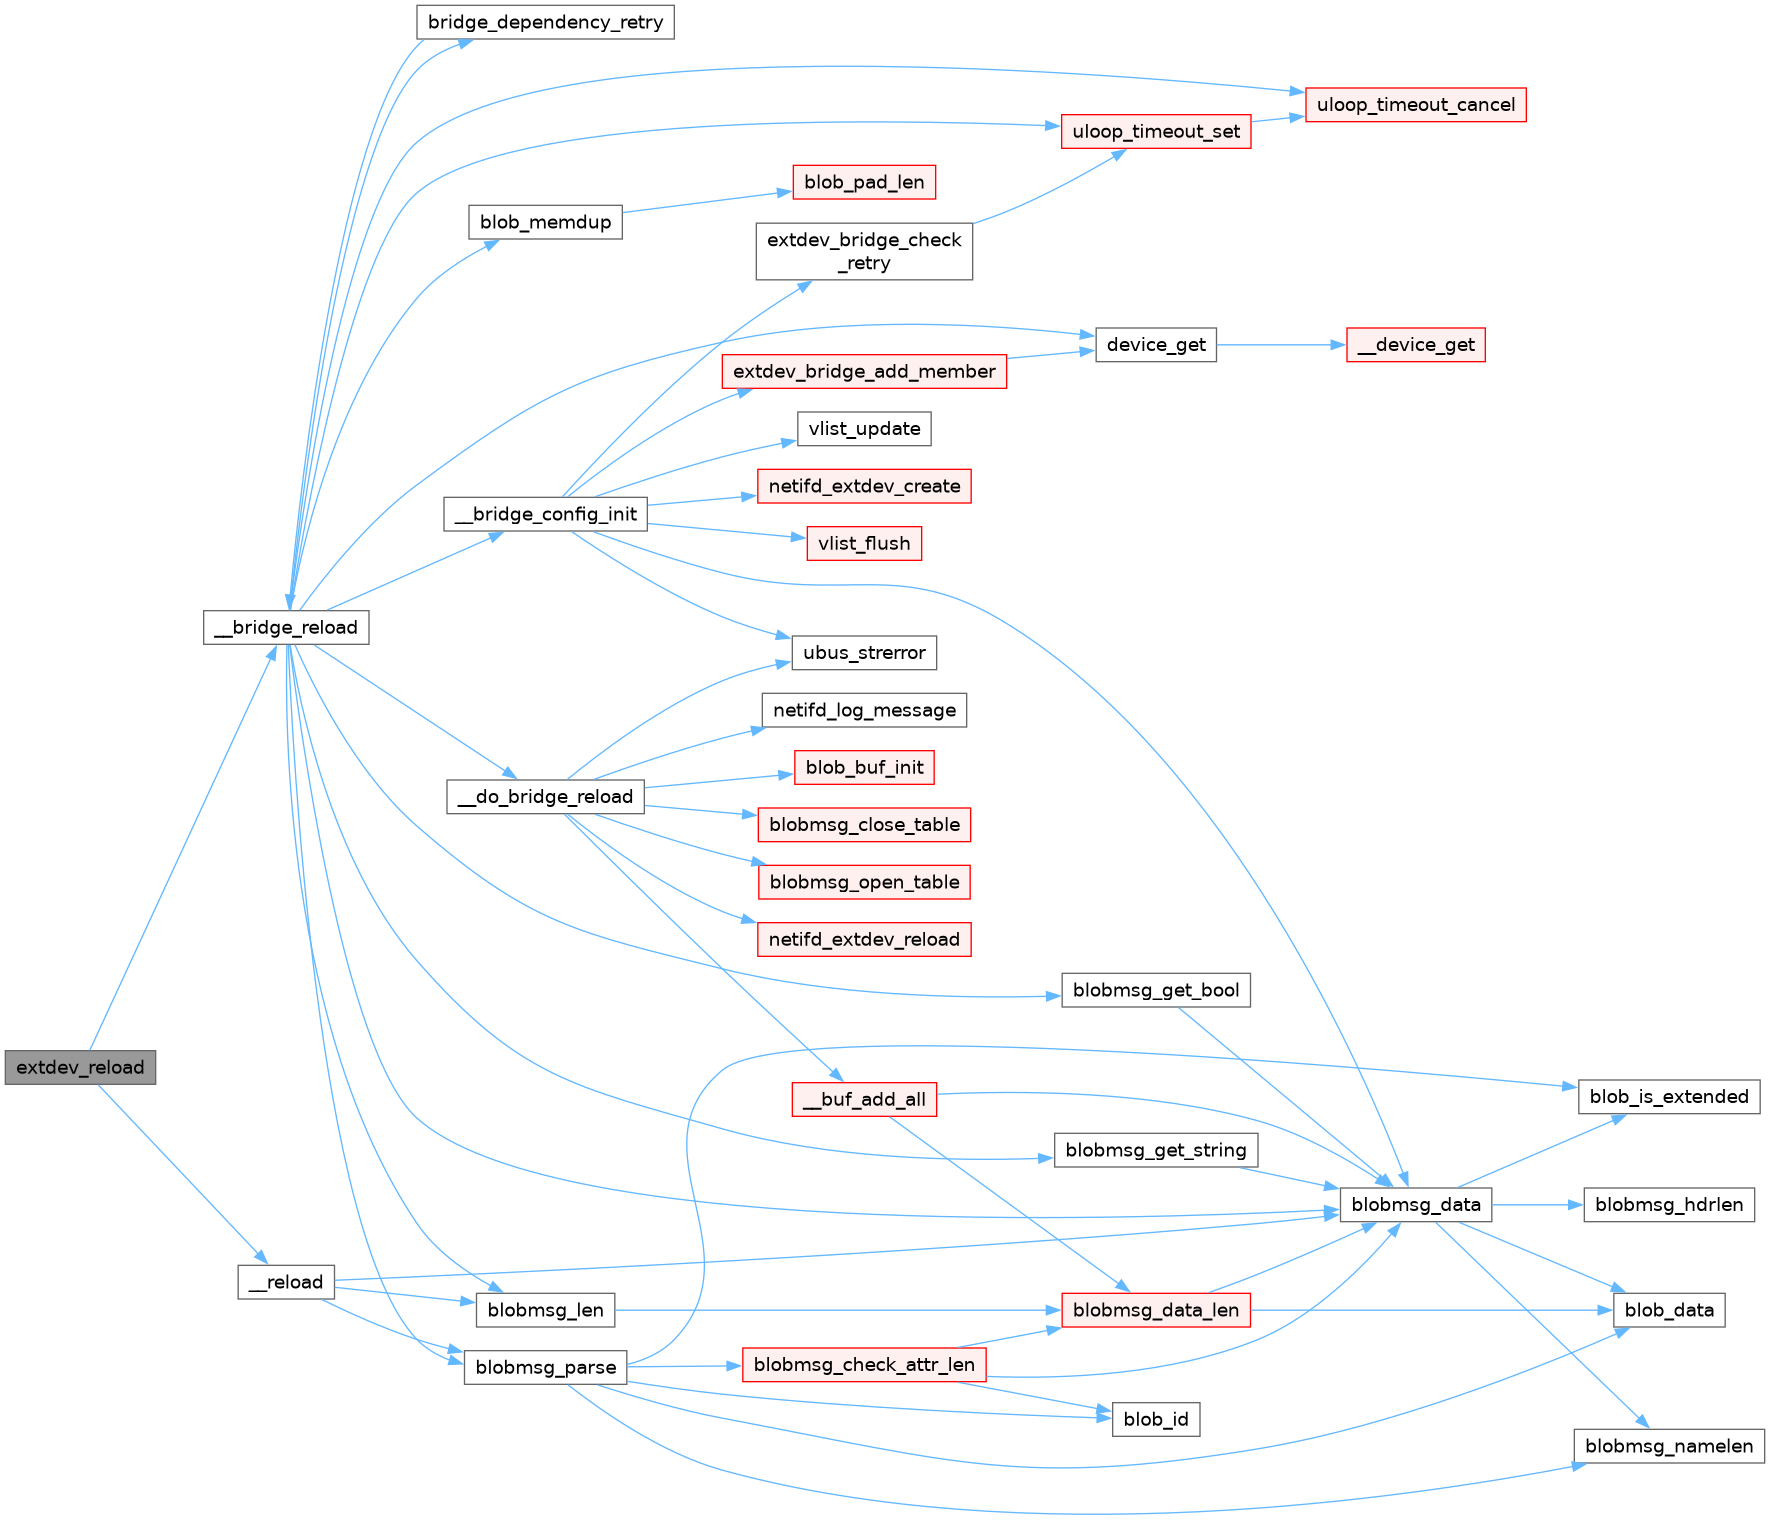 bridge_dependency_retry
uloop_timeout_cancel
uloop_timeout_set
blob_pad_len
blob_memdup
extdev_bridge_check
_retry
device_get
__device_get
extdev_bridge_add_member
vlist_update
netifd_extdev_create
__bridge_config_init
vlist_flush
__bridge_reload
ubus_strerror
netifd_log_message
blob_buf_init
__do_bridge_reload
blobmsg_close_table
blobmsg_open_table
netifd_extdev_reload
blobmsg_get_bool
extdev_reload
__buf_add_all
blob_is_extended
blobmsg_get_string
blobmsg_data
blobmsg_hdrlen
__reload
blobmsg_len
blobmsg_data_len
blob_data
blobmsg_parse
blobmsg_check_attr_len
blob_id
blobmsg_namelen